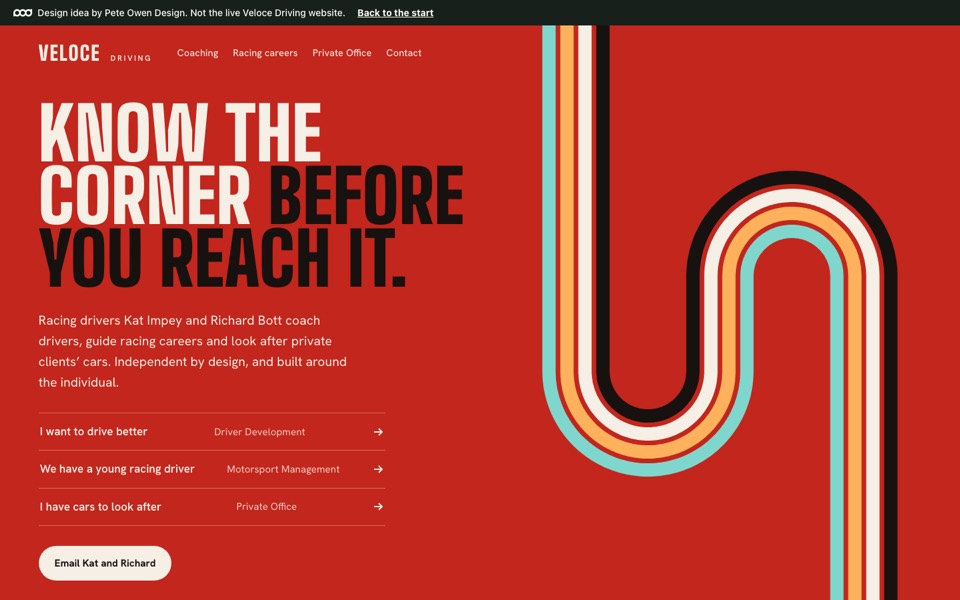 Design idea by Pete Owen Design. Not the live Veloce Driving website. Back to the start
VELOCE DRIVING Coaching Racing careers Private Office Contact
KNOW THE
CORNER BEFORE
YOU REACH IT.
Racing drivers Kat Impey and Richard Bott coach
drivers, guide racing careers and look after private
clients’ cars. Independent by design, and built around
the individual.
I want to drive better Driver Development →
We have a young racing driver Motorsport Management →
I have cars to look after Private Office →
Email Kat and Richard